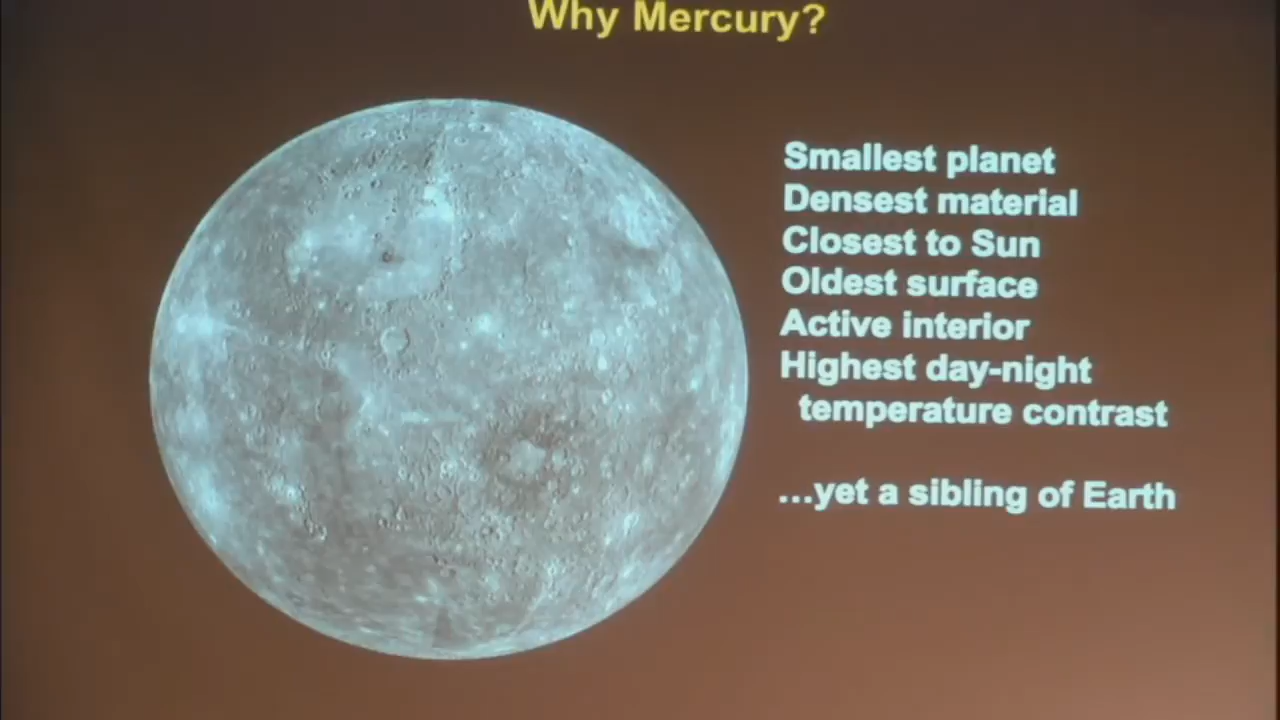 Why Mercury?
Smallest planet
Densest material
Closest to Sun
Oldest surface
Active interior
Highest day-night
temperature contrast
...yet a sibling of Earth